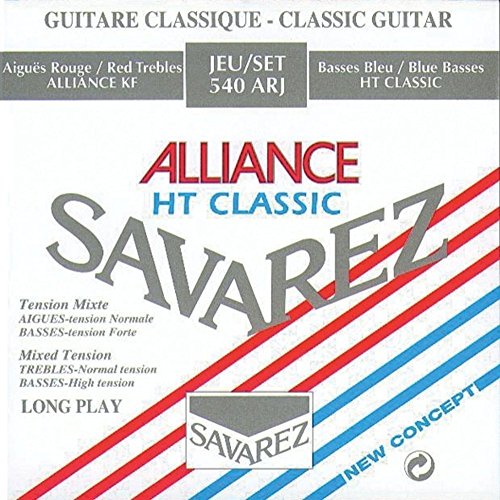 GUITARE CLASSIQUE - CLASSIC GUITAR
Aiguës Rouge / Red Trebles
ALLIANCE KF
JEU/SET
540 ARJ
Basses Bleu / Blue Basses
HT CLASSIC
ALLIANCE
HT CLASSIC
SAVAREZ
Tension Mixte
AIGUES-tension Normale
BASSES-tension Forte
Mixed Tension
TREBLES-Normal tension
BASSES-High tension
LONG PLAY
SAVAREZ
NEW CONCEPT!